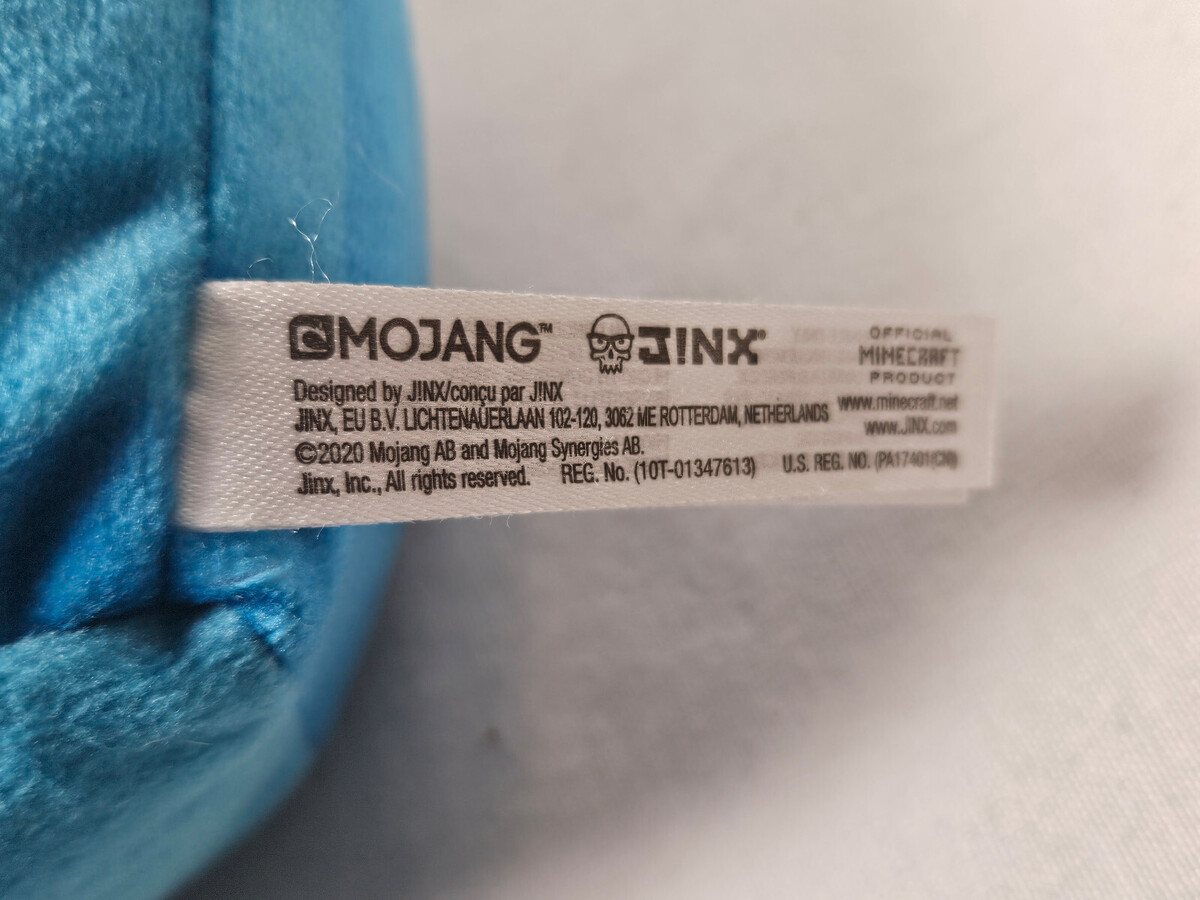 MOJANG™ J!NX®
Designed by J!NX/conçu par J!NX
JINX, EU B.V. LICHTENAUERLAAN 102-120, 3062 ME ROTTERDAM, NETHERLANDS
©2020 Mojang AB and Mojang Synergies AB.
Jinx, Inc., All rights reserved. REG. No. (10T-01347613) U.S. REG. NO. (PA17401(CN))
OFFICIAL
MINECRAFT
PRODUCT
www.minecraft.net
www.JINX.com